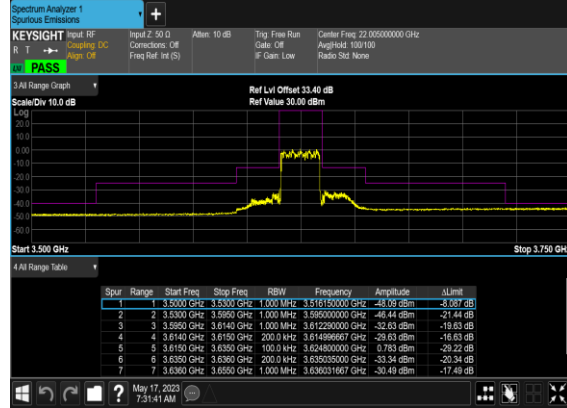 Spectrum Analyzer 1
Spurious Emissions
KEYSIGHT
R T
Input: RF
Coupling: DC
Align: Off
Input Z: 50 Ω
Corrections: Off
Freq Ref: Int (S)
Atten: 10 dB
Trig: Free Run
Gate: Off
IF Gain: Low
Center Freq: 22.005000000 GHz
Avg|Hold: 100/100
Radio Std: None
PASS
3 All Range Graph
Scale/Div 10.0 dB
Ref Lvl Offset 33.40 dB
Ref Value 30.00 dBm
Log
20.0
10.0
0.00
-10.0
-20.0
-30.0
-40.0
-50.0
-60.0
Start 3.500 GHz
Stop 3.750 GHz
4 All Range Table
Spur Range Start Freq Stop Freq RBW Frequency Amplitude ΔLimit
1 1 3.5000 GHz 3.5300 GHz 1.000 MHz 3.516150000 GHz -48.09 dBm -8.087 dB
2 2 3.5300 GHz 3.5950 GHz 1.000 MHz 3.595000000 GHz -46.44 dBm -21.44 dB
3 3 3.5950 GHz 3.6140 GHz 1.000 MHz 3.612290000 GHz -32.63 dBm -19.63 dB
4 4 3.6140 GHz 3.6150 GHz 200.0 kHz 3.614996667 GHz -29.63 dBm -16.63 dB
5 5 3.6150 GHz 3.6350 GHz 100.0 kHz 3.624800000 GHz 0.783 dBm -29.22 dB
6 6 3.6350 GHz 3.6360 GHz 200.0 kHz 3.635035000 GHz -33.34 dBm -20.34 dB
7 7 3.6360 GHz 3.6550 GHz 1.000 MHz 3.636031667 GHz -30.49 dBm -17.49 dB
May 17, 2023
7:31:41 AM